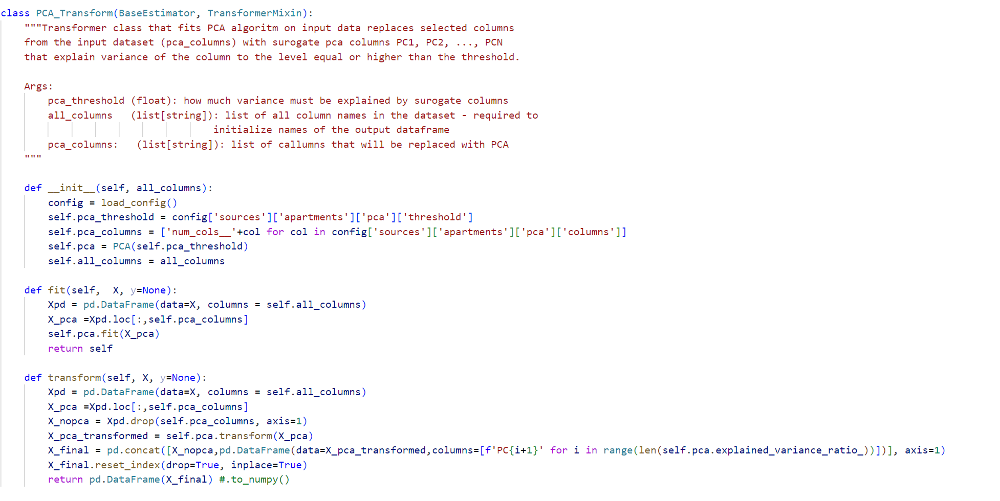 class PCA_Transform(BaseEstimator, TransformerMixin):
    """Transformer class that fits PCA algoritm on input data replaces selected columns
    from the input dataset (pca_columns) with surogate pca columns PC1, PC2, ..., PCN
    that explain variance of the column to the level equal or higher than the threshold.

    Args:
        pca_threshold (float): how much variance must be explained by surogate columns
        all_columns   (list[string]): list of all column names in the dataset - required to
                                    initialize names of the output dataframe
        pca_columns:   (list[string]): list of callumns that will be replaced with PCA
    """

    def __init__(self, all_columns):
        config = load_config()
        self.pca_threshold = config['sources']['apartments']['pca']['threshold']
        self.pca_columns = ['num_cols__'+col for col in config['sources']['apartments']['pca']['columns']]
        self.pca = PCA(self.pca_threshold)
        self.all_columns = all_columns

    def fit(self,  X, y=None):
        Xpd = pd.DataFrame(data=X, columns = self.all_columns)
        X_pca =Xpd.loc[:,self.pca_columns]
        self.pca.fit(X_pca)
        return self

    def transform(self, X, y=None):
        Xpd = pd.DataFrame(data=X, columns = self.all_columns)
        X_pca =Xpd.loc[:,self.pca_columns]
        X_nopca = Xpd.drop(self.pca_columns, axis=1)
        X_pca_transformed = self.pca.transform(X_pca)
        X_final = pd.concat([X_nopca,pd.DataFrame(data=X_pca_transformed,columns=[f'PC{i+1}' for i in range(len(self.pca.explained_variance_ratio_))])], axis=1)
        X_final.reset_index(drop=True, inplace=True)
        return pd.DataFrame(X_final) #.to_numpy()